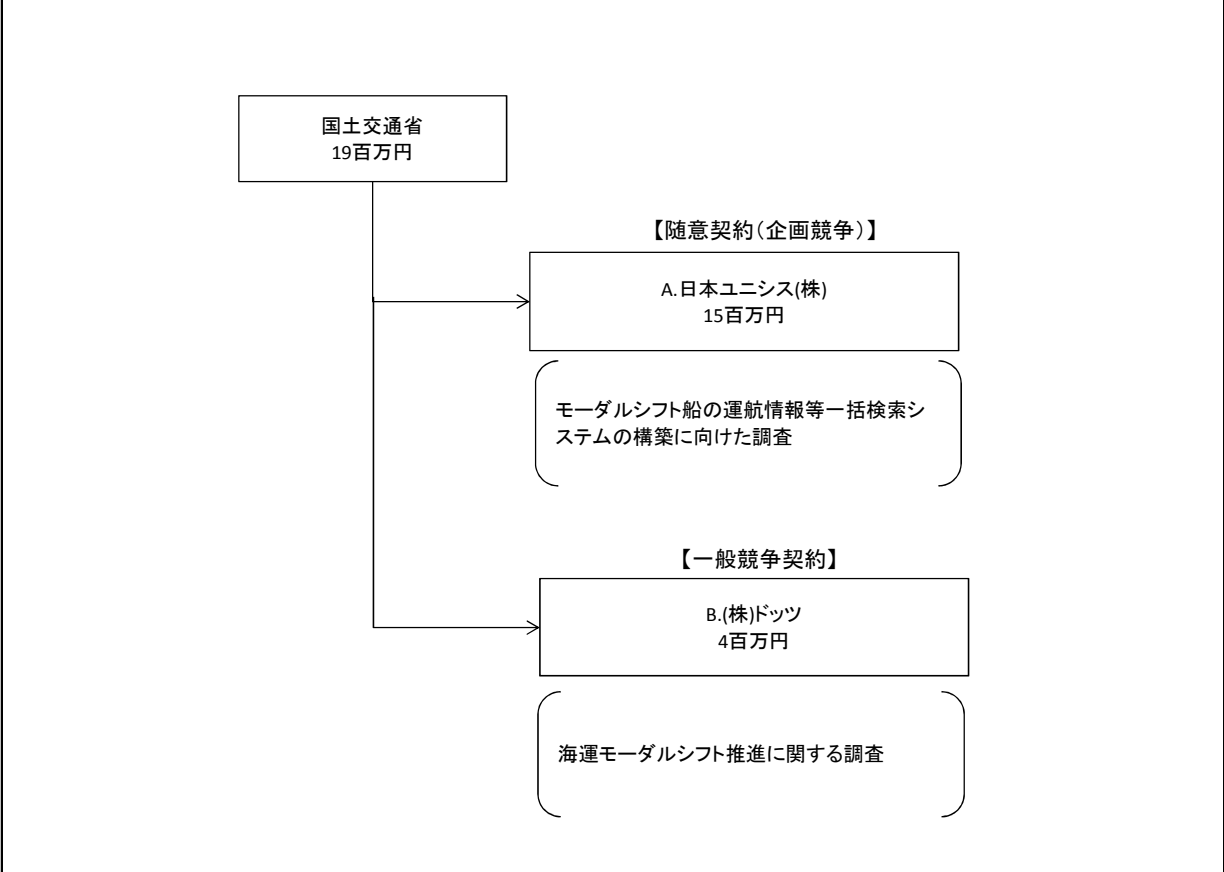 国土交通省
19百万円
【随意契約（企画競争）】
A.日本ユニシス(株)
15百万円
モーダルシフト船の運航情報等一括検索シ
ステムの構築に向けた調査
【一般競争契約】
B.(株)ドッツ
4百万円
海運モーダルシフト推進に関する調査